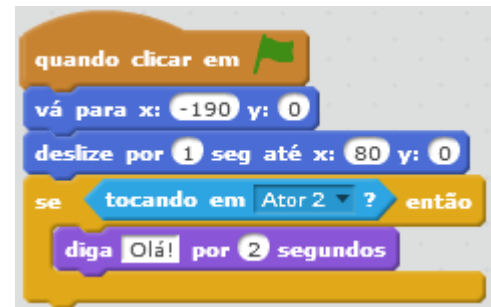 quando clicar em
vá para x: -190 y: 0
deslize por 1 seg até x: 80 y: 0
se tocando em Ator 2 ? então
diga Olá! por 2 segundos